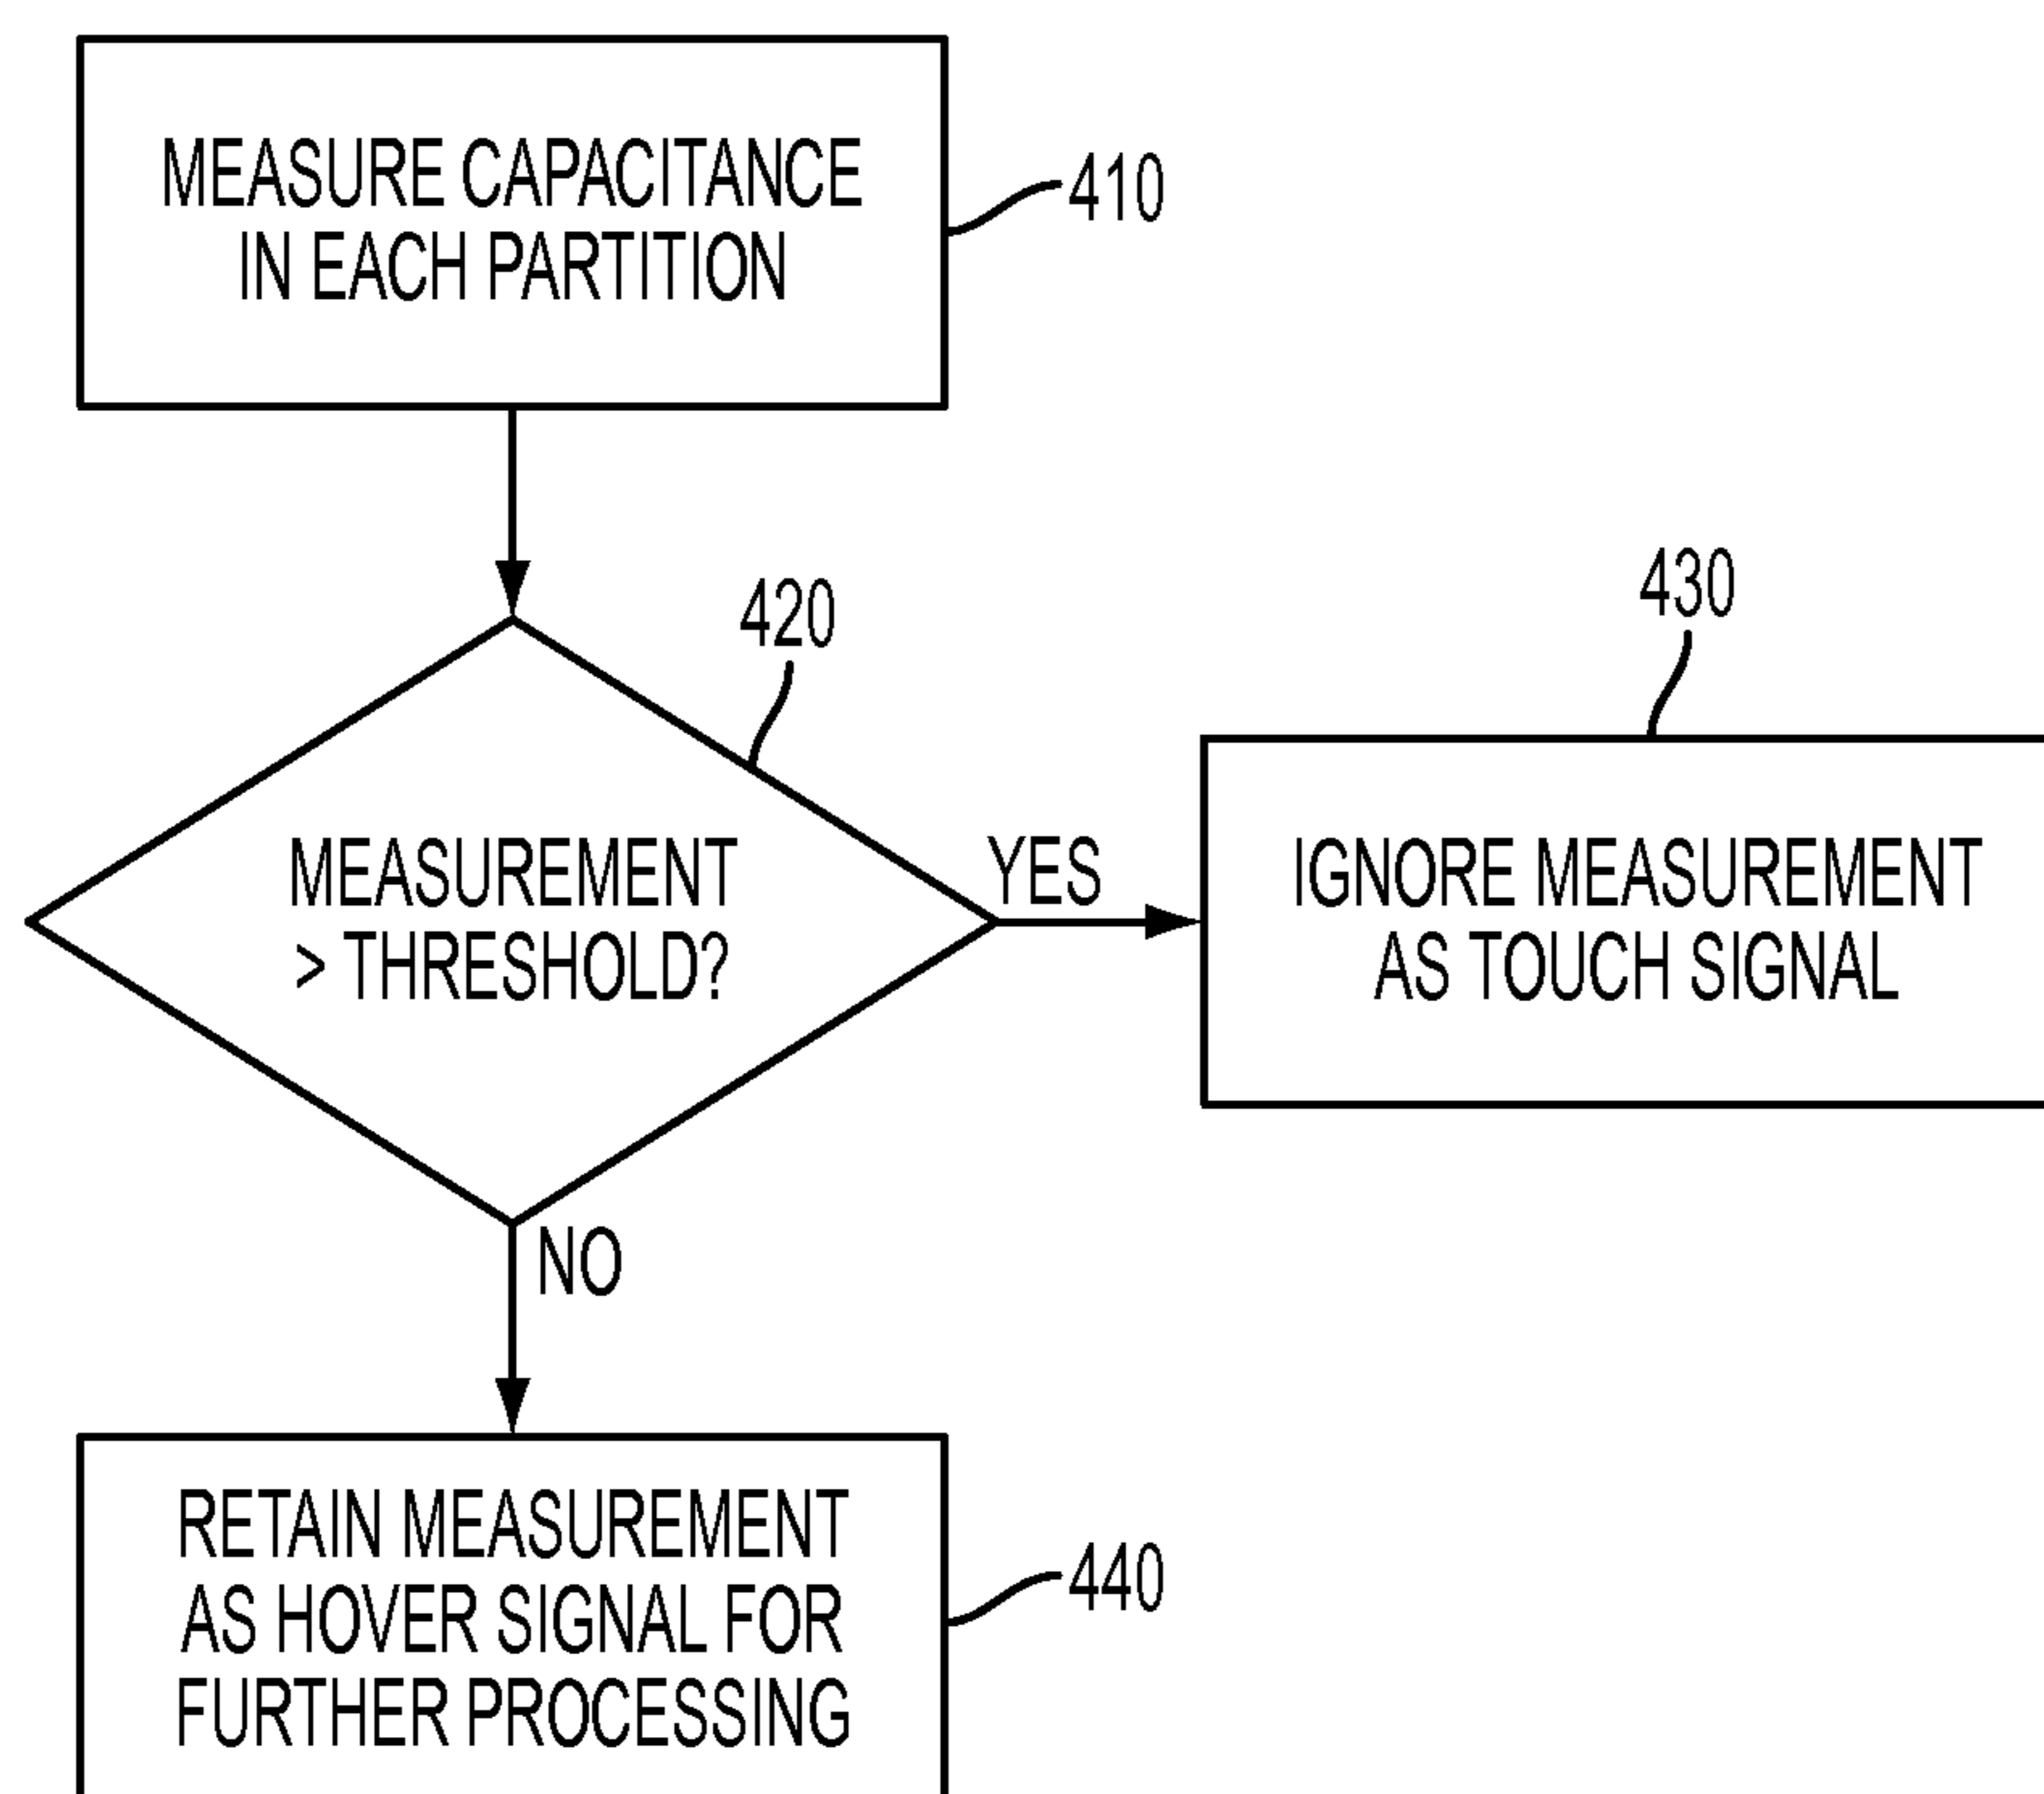 MEASURE CAPACITANCE
IN EACH PARTITION
410
420
MEASUREMENT
> THRESHOLD?
YES
430
IGNORE MEASUREMENT
AS TOUCH SIGNAL
NO
RETAIN MEASUREMENT
AS HOVER SIGNAL FOR
FURTHER PROCESSING
440